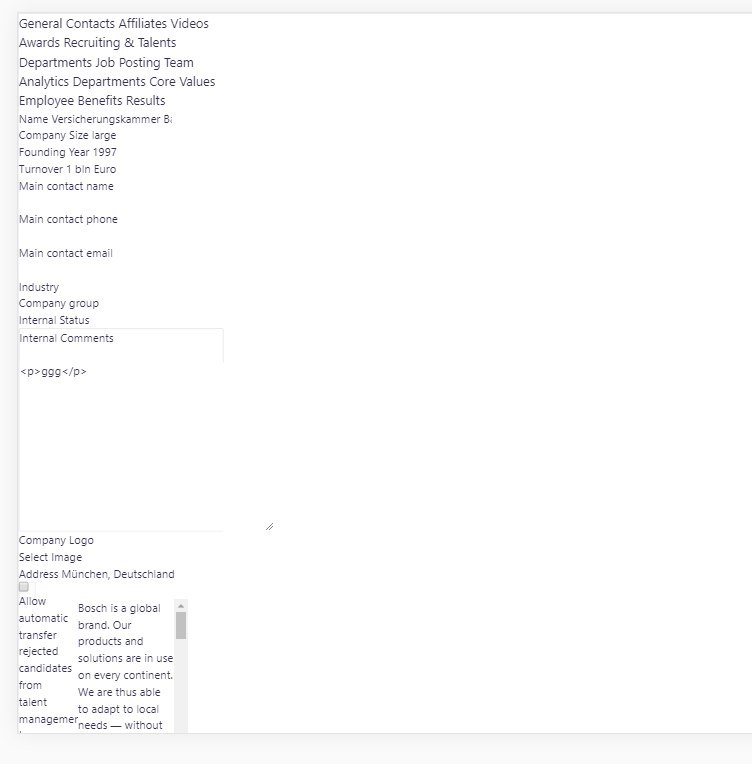 General Contacts Affiliates Videos
Awards Recruiting & Talents
Departments Job Posting Team
Analytics Departments Core Values
Employee Benefits Results
Name Versicherungskammer
Company Size large
Founding Year 1997
Turnover 1 bln Euro
Main contact name
Main contact phone
Main contact email
Industry
Company group
Internal Status
Internal Comments
<p>ggg</p>
Company Logo
Select Image
Address München, Deutschland
Allow
automatic
transfer
rejected
candidates
from
talent
managemer
Bosch is a global
brand. Our
products and
solutions are in use
on every continent.
We are thus able
to adapt to local
needs — without